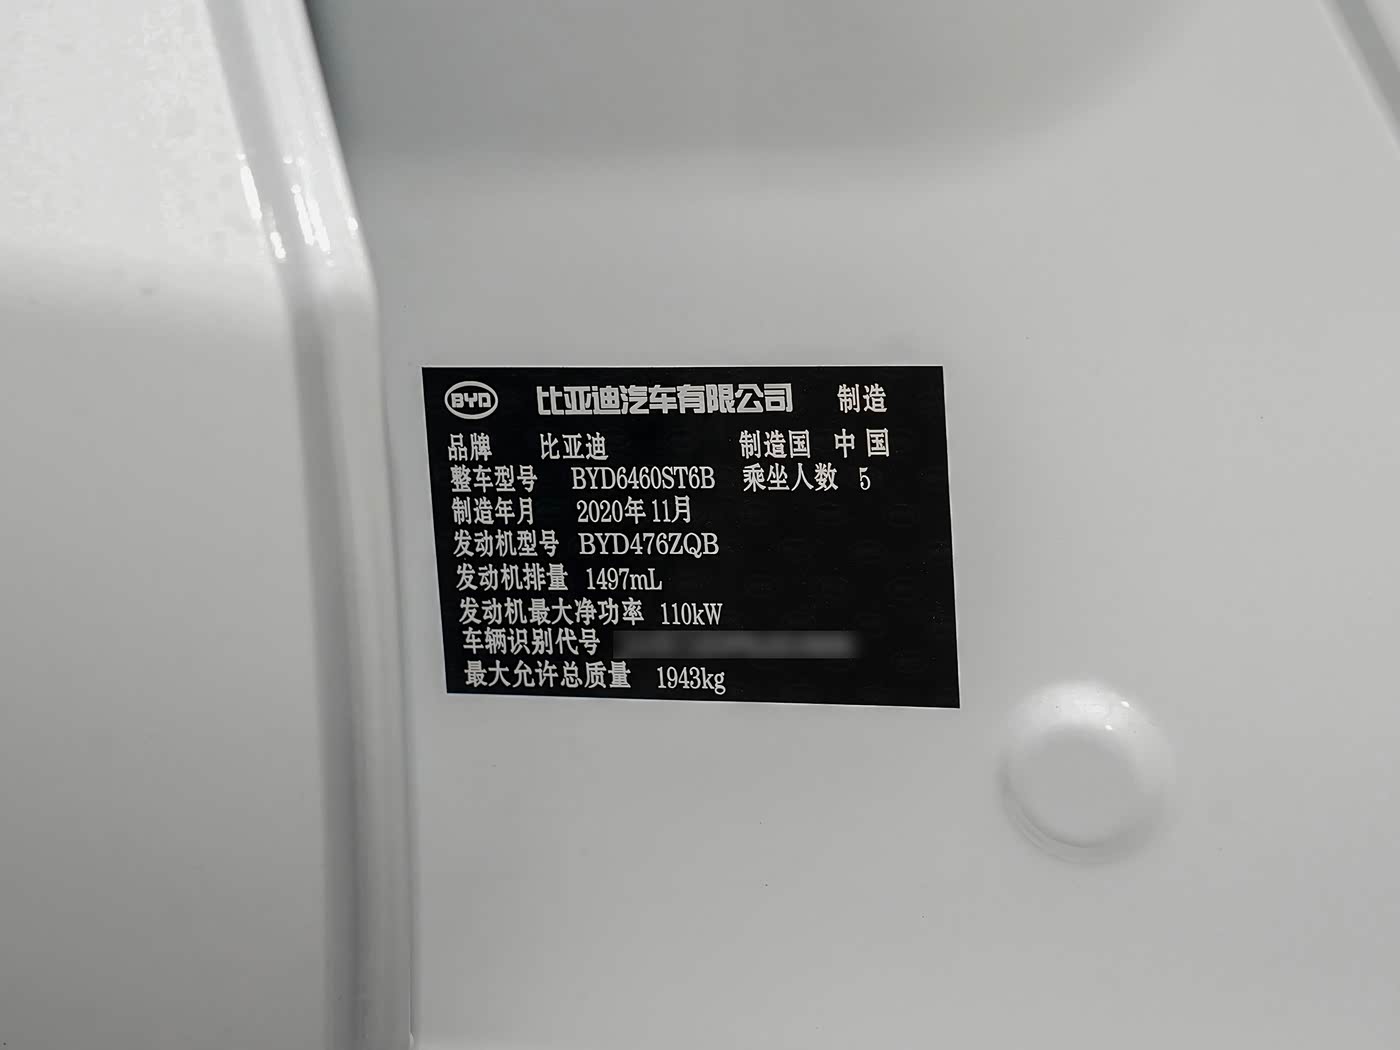 BYD 比亚迪汽车有限公司 制造
品牌 比亚迪 制造国 中国
整车型号 BYD6460ST6B 乘坐人数 5
制造年月 2020年11月
发动机型号 BYD476ZQB
发动机排量 1497mL
发动机最大净功率 110kW
车辆识别代号
最大允许总质量 1943kg